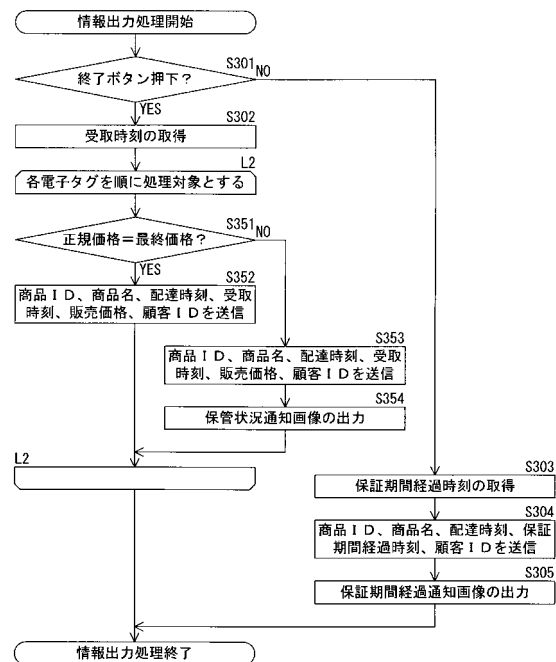 情報出力処理開始
S301
終了ボタン押下？
NO
YES
S302
受取時刻の取得
L2
各電子タグを順に処理対象とする
S351
正規価格＝最終価格？
NO
YES
S352
商品ＩＤ、商品名、配達時刻、受取
時刻、販売価格、顧客ＩＤを送信
S353
商品ＩＤ、商品名、配達時刻、受取
時刻、販売価格、顧客ＩＤを送信
S354
保管状況通知画像の出力
L2
S303
保証期間経過時刻の取得
S304
商品ＩＤ、商品名、配達時刻、保証
期間経過時刻、顧客ＩＤを送信
S305
保証期間経過通知画像の出力
情報出力処理終了